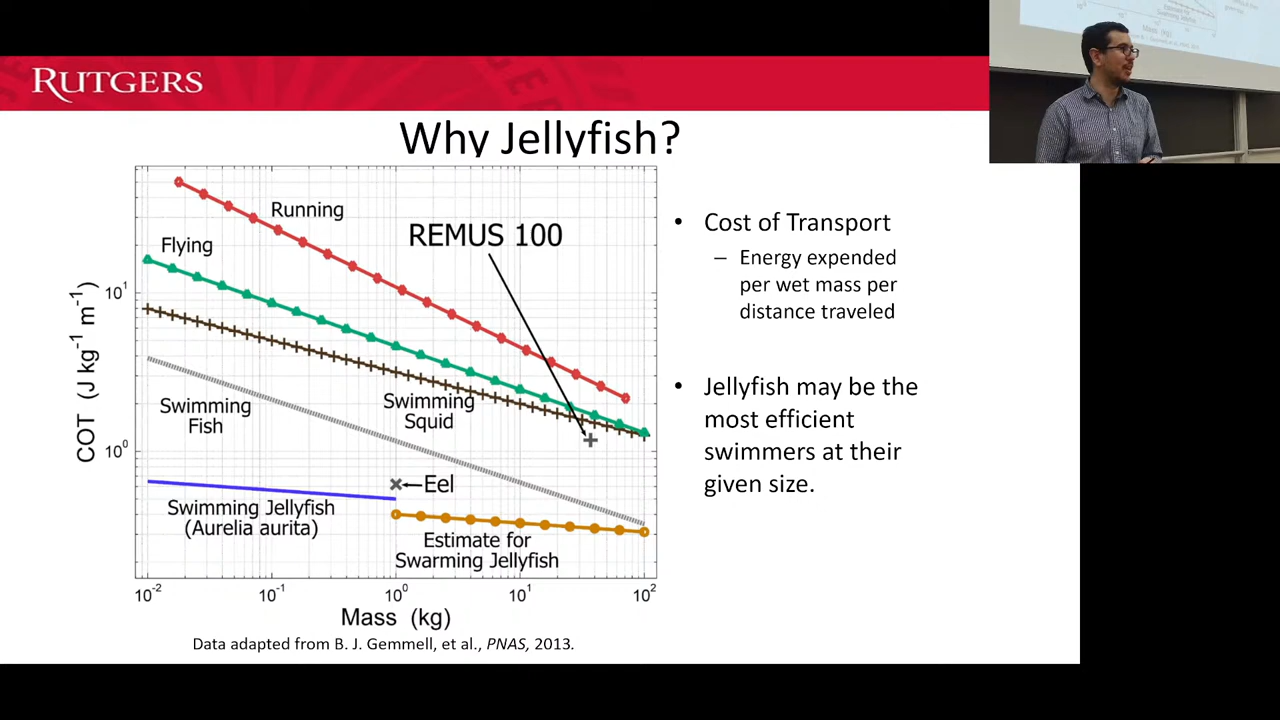 RUTGERS
Why Jellyfish?
Running
REMUS 100
Flying
10¹
COT (J kg⁻¹ m⁻¹)
Swimming
Fish
Swimming
Squid
10⁰
Eel
Swimming Jellyfish
(Aurelia aurita)
Estimate for
Swarming Jellyfish
10⁻² 10⁻¹ 10⁰ 10¹ 10²
Mass (kg)
Data adapted from B. J. Gemmell, et al., PNAS, 2013.
• Cost of Transport
– Energy expended
per wet mass per
distance traveled
• Jellyfish may be the
most efficient
swimmers at their
given size.
Mass (kg)